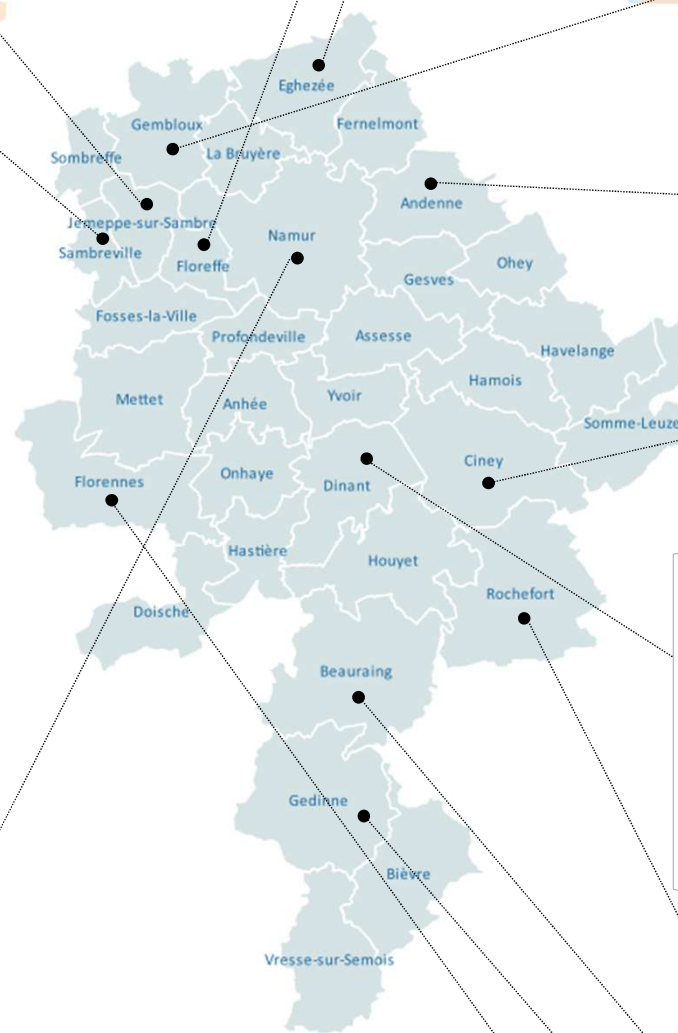 Eghezée
Gembloux
Fernelmont
Sombreffe
La Bruyère
Andenne
Jemeppe-sur-Sambre
Namur
Sambreville
Floreffe
Ohey
Gesves
Fosses-la-Ville
Profondeville
Assesse
Havelange
Hamois
Mettet
Anhée
Yvoir
Somme-Leuze
Ciney
Onhaye
Florennes
Dinant
Hastière
Houyet
Rochefort
Doische
Beauraing
Gedinne
Bièvre
Vresse-sur-Semois